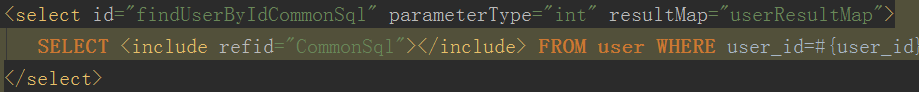 <select id="findUserByIdCommonSql" parameterType="int" resultMap="userResultMap">
SELECT <include refid="CommonSql"></include> FROM user WHERE user_id=#{user_id}
</select>